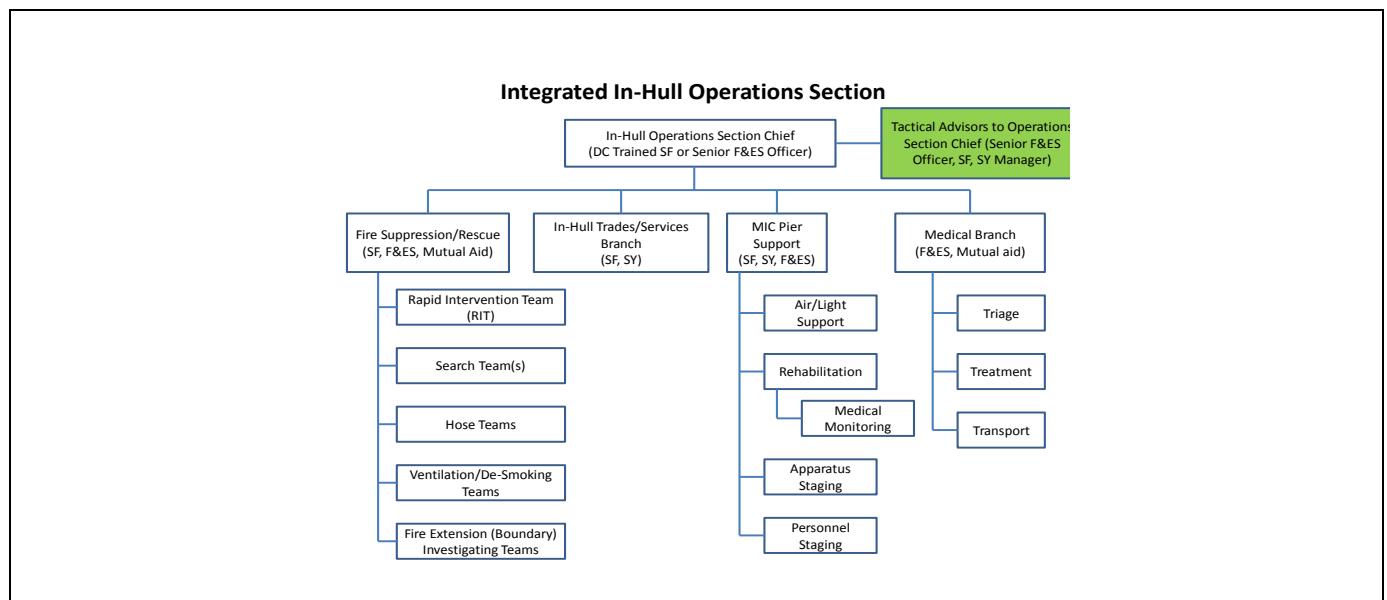 Integrated In-Hull Operations Section
In-Hull Operations Section Chief
(DC Trained SF or Senior F&ES Officer)
Tactical Advisors to Operations
Section Chief (Senior F&ES
Officer, SF, SY Manager)
Fire Suppression/Rescue
(SF, F&ES, Mutual Aid)
In-Hull Trades/Services
Branch
(SF, SY)
MIC Pier
Support
(SF, SY, F&ES)
Medical Branch
(F&ES, Mutual aid)
Rapid Intervention Team
(RIT)
Search Team(s)
Hose Teams
Ventilation/De-Smoking
Teams
Fire Extension (Boundary)
Investigating Teams
Air/Light
Support
Rehabilitation
Medical
Monitoring
Apparatus
Staging
Personnel
Staging
Triage
Treatment
Transport